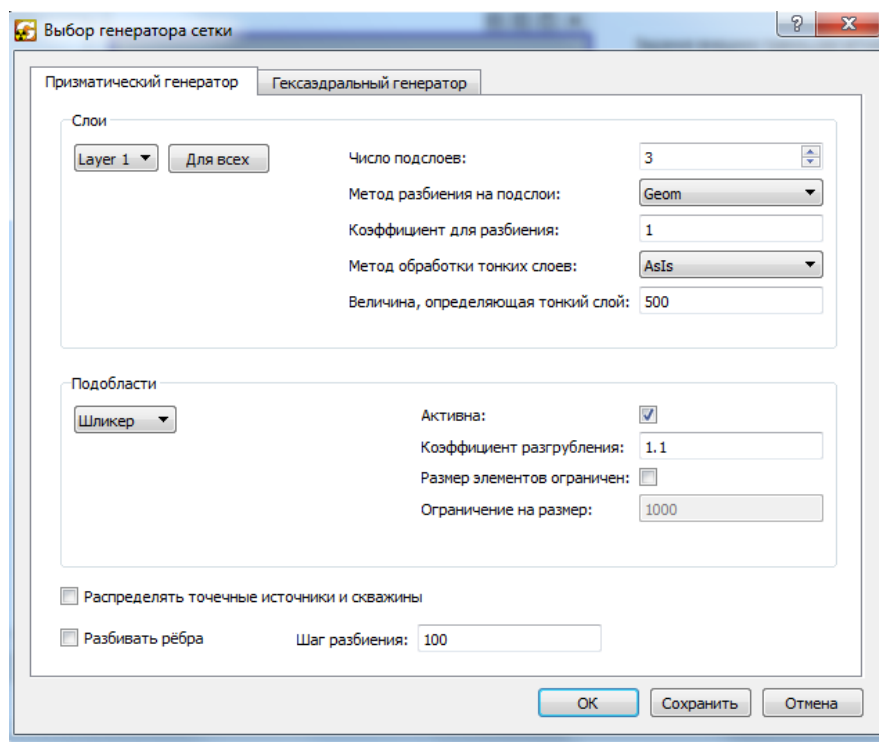 Выбор генератора сетки
Призматический генератор Гексаэдральный генератор
Слои
Layer 1 Для всех Число подслоев: 3
Метод разбиения на подслои: Geom
Коэффициент для разбиения: 1
Метод обработки тонких слоев: AsIs
Величина, определяющая тонкий слой: 500
Подобласти
Шликер Активна:
Коэффициент разгрубления: 1.1
Размер элементов ограничен:
Ограничение на размер: 1000
Распределять точечные источники и скважины
Разбивать рёбра Шаг разбиения: 100
OK Сохранить Отмена